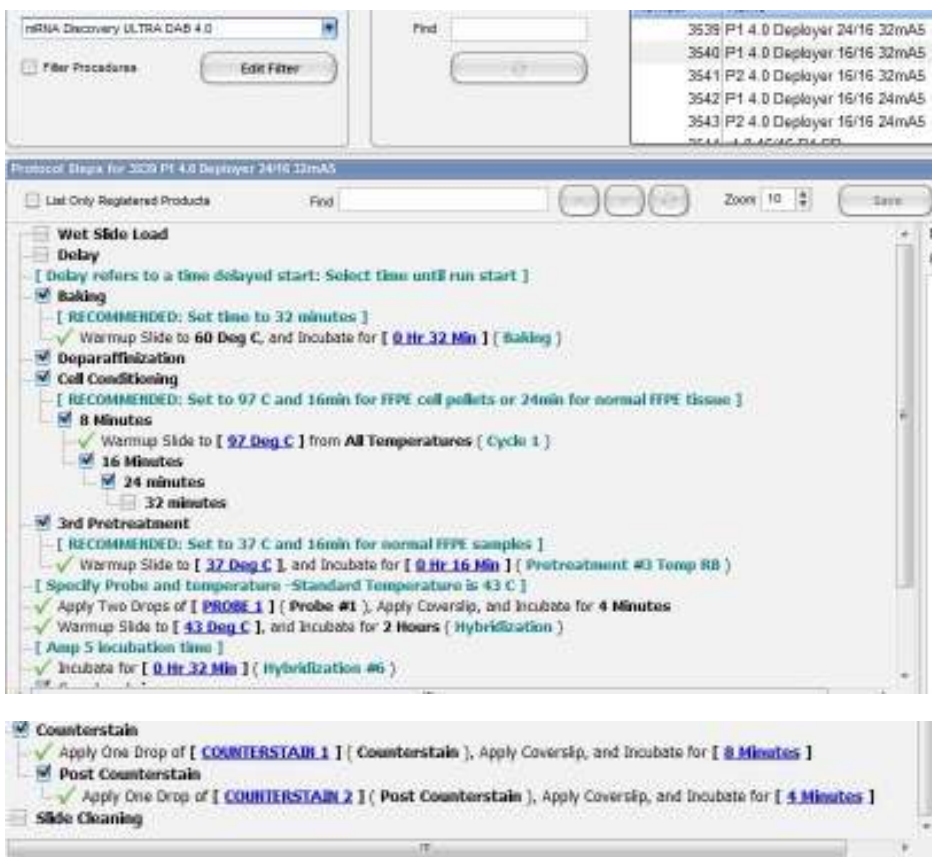 mRNA Discovery ULTRA DAB 4.0
Find
Filter Procedures
Edit Filter
3539 P1 4.0 Deployer 24/16 32mA5
3540 P1 4.0 Deployer 16/16 32mA5
3541 P2 4.0 Deployer 16/16 32mA5
3542 P1 4.0 Deployer 16/16 24mA5
3543 P2 4.0 Deployer 16/16 24mA5
Protocol Steps for 3539 P1 4.0 Deployer 24/16 32mA5
List Only Registered Products
Find
Zoom 10
Save
Wet Slide Load
Delay
[ Delay refers to a time delayed start: Select time until run start ]
Baking
[ RECOMMENDED: Set time to 32 minutes ]
Warmup Slide to 60 Deg C, and Incubate for [ 0 Hr 32 Min ] ( Baking )
Deparaffinization
Cell Conditioning
[ RECOMMENDED: Set to 97 C and 16min for FFPE cell pellets or 24min for normal FFPE tissue ]
8 Minutes
Warmup Slide to [ 97 Deg C ] from All Temperatures ( Cycle 1 )
16 Minutes
24 minutes
32 minutes
3rd Pretreatment
[ RECOMMENDED: Set to 37 C and 16min for normal FFPE samples ]
Warmup Slide to [ 37 Deg C ], and Incubate for [ 0 Hr 16 Min ] ( Pretreatment #3 Temp RB )
[ Specify Probe and temperature -Standard Temperature is 43 C ]
Apply Two Drops of [ PROBE 1 ] ( Probe #1 ), Apply Coverslip, and Incubate for 4 Minutes
Warmup Slide to [ 43 Deg C ], and Incubate for 2 Hours ( Hybridization )
[ Amp 5 incubation time ]
Incubate for [ 0 Hr 32 Min ] ( Hybridization #6 )
Counterstain
Apply One Drop of [ COUNTERSTAIN 1 ] ( Counterstain ), Apply Coverslip, and Incubate for [ 8 Minutes ]
Post Counterstain
Apply One Drop of [ COUNTERSTAIN 2 ] ( Post Counterstain ), Apply Coverslip, and Incubate for [ 4 Minutes ]
Slide Cleaning